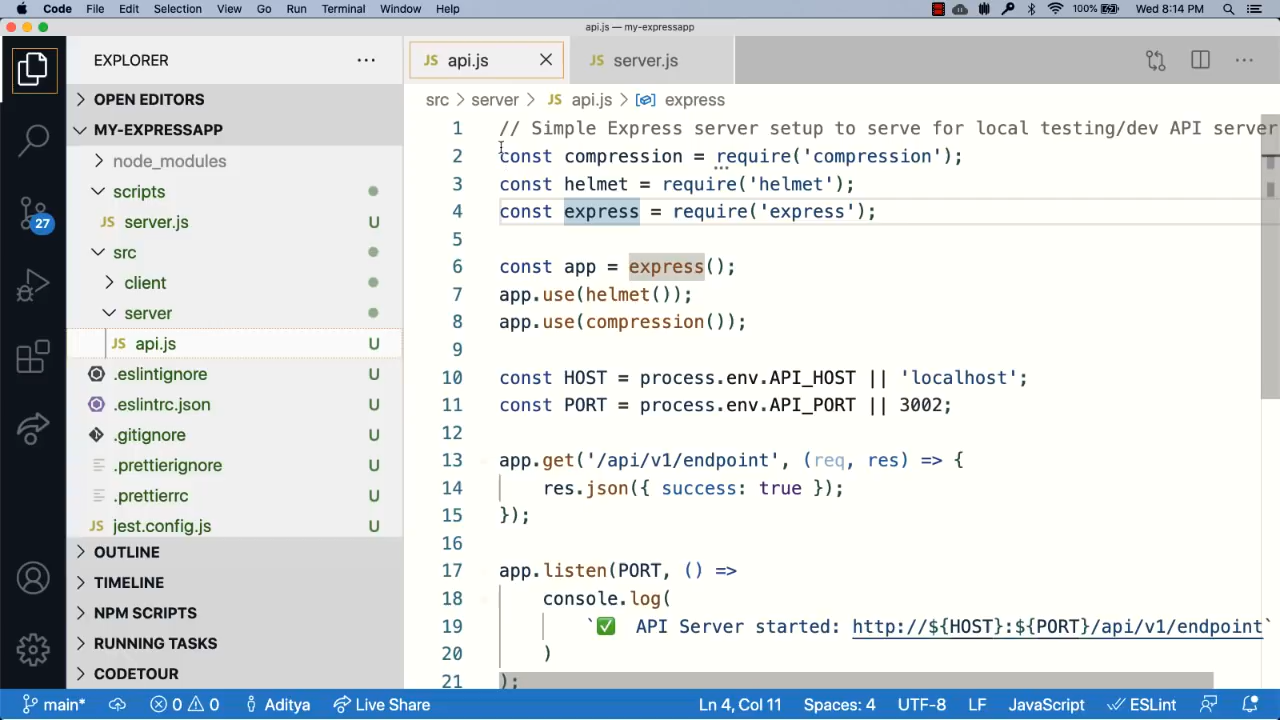 Code File Edit Selection View Go Run Terminal Window Help 100% Wed 8:14 PM
api.js — my-expressapp
EXPLORER
JS api.js
JS server.js
OPEN EDITORS
MY-EXPRESSAPP
node_modules
scripts
JS server.js U
src
client
server
JS api.js U
.eslintignore U
.eslintrc.json U
.gitignore U
.prettierignore U
.prettierrc U
JS jest.config.js U
OUTLINE
TIMELINE
NPM SCRIPTS
RUNNING TASKS
CODETOUR
27
src > server > JS api.js > express
1 // Simple Express server setup to serve for local testing/dev API server
2 const compression = require('compression');
3 const helmet = require('helmet');
4 const express = require('express');
5
6 const app = express();
7 app.use(helmet());
8 app.use(compression());
9
10 const HOST = process.env.API_HOST || 'localhost';
11 const PORT = process.env.API_PORT || 3002;
12
13 app.get('/api/v1/endpoint', (req, res) => {
14 res.json({ success: true });
15 });
16
17 app.listen(PORT, () =>
18 console.log(
19 `✅ API Server started: http://${HOST}:${PORT}/api/v1/endpoint`
20 )
21 );
main* 0 0 Aditya Live Share Ln 4, Col 11 Spaces: 4 UTF-8 LF JavaScript ESLint